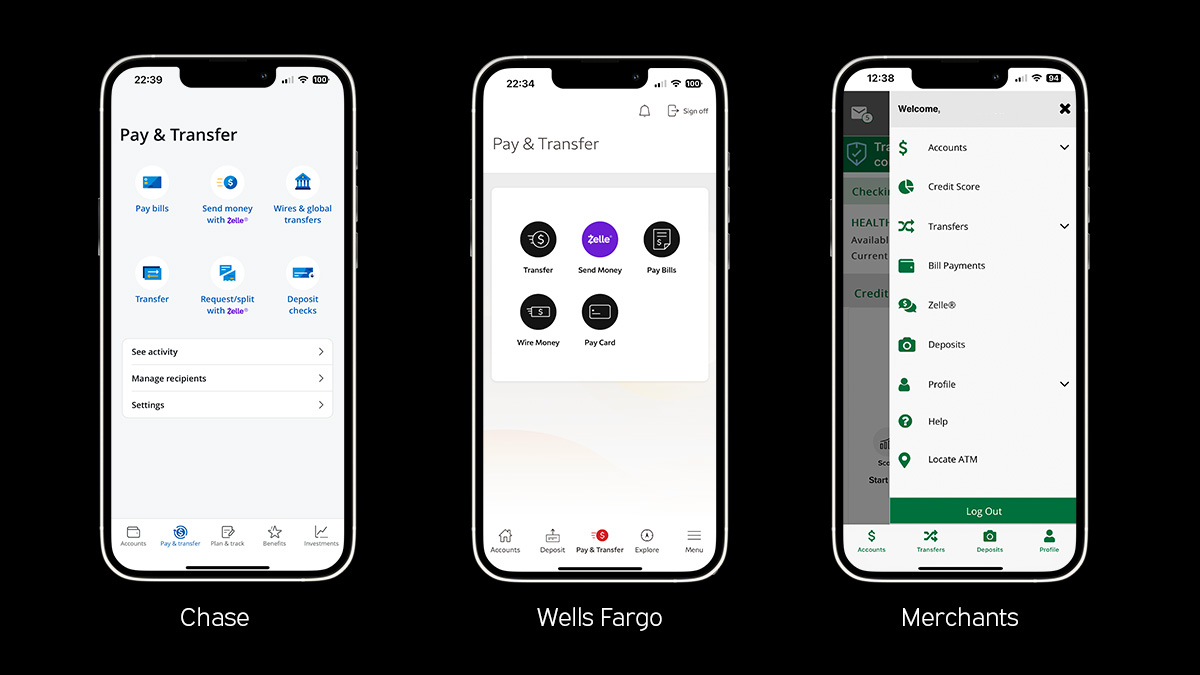 22:39
100
Pay & Transfer
Pay bills
Send money
with Zelle®
Wires & global
transfers
Transfer
Request/split
with Zelle®
Deposit
checks
See activity
Manage recipients
Settings
Accounts
Pay & transfer
Plan & track
Benefits
Investments
Chase
22:34
100
Sign off
Pay & Transfer
Transfer
Zelle
Send Money
Pay Bills
Wire Money
Pay Card
Accounts
Deposit
Pay & Transfer
Explore
Menu
Wells Fargo
12:38
94
Tra
co
Checkin
HEALTH
Availabl
Current
Credit
Sco
Start
Welcome,
Accounts
Credit Score
Transfers
Bill Payments
Zelle®
Deposits
Profile
Help
Locate ATM
Log Out
Accounts
Transfers
Deposits
Profile
Merchants